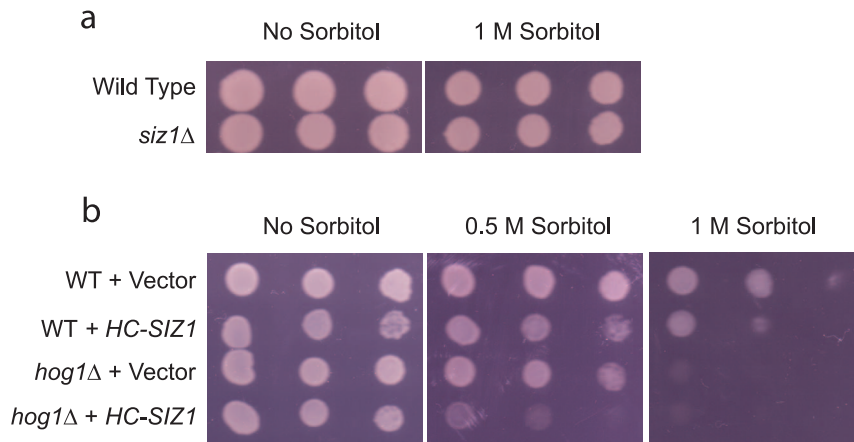 a
No Sorbitol 1 M Sorbitol
Wild Type
siz1Δ
b
No Sorbitol 0.5 M Sorbitol 1 M Sorbitol
WT + Vector
WT + HC-SIZ1
hog1Δ + Vector
hog1Δ + HC-SIZ1